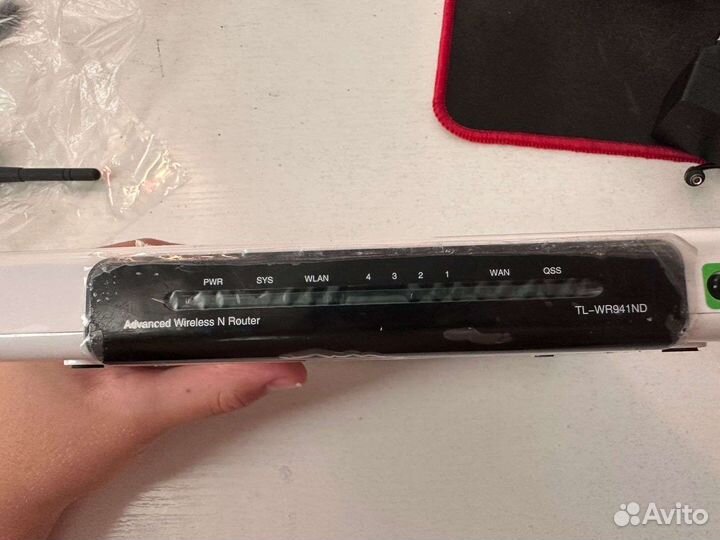 PWR SYS WLAN 4 3 2 1 WAN QSS
Advanced Wireless N Router TL-WR941ND
Avito